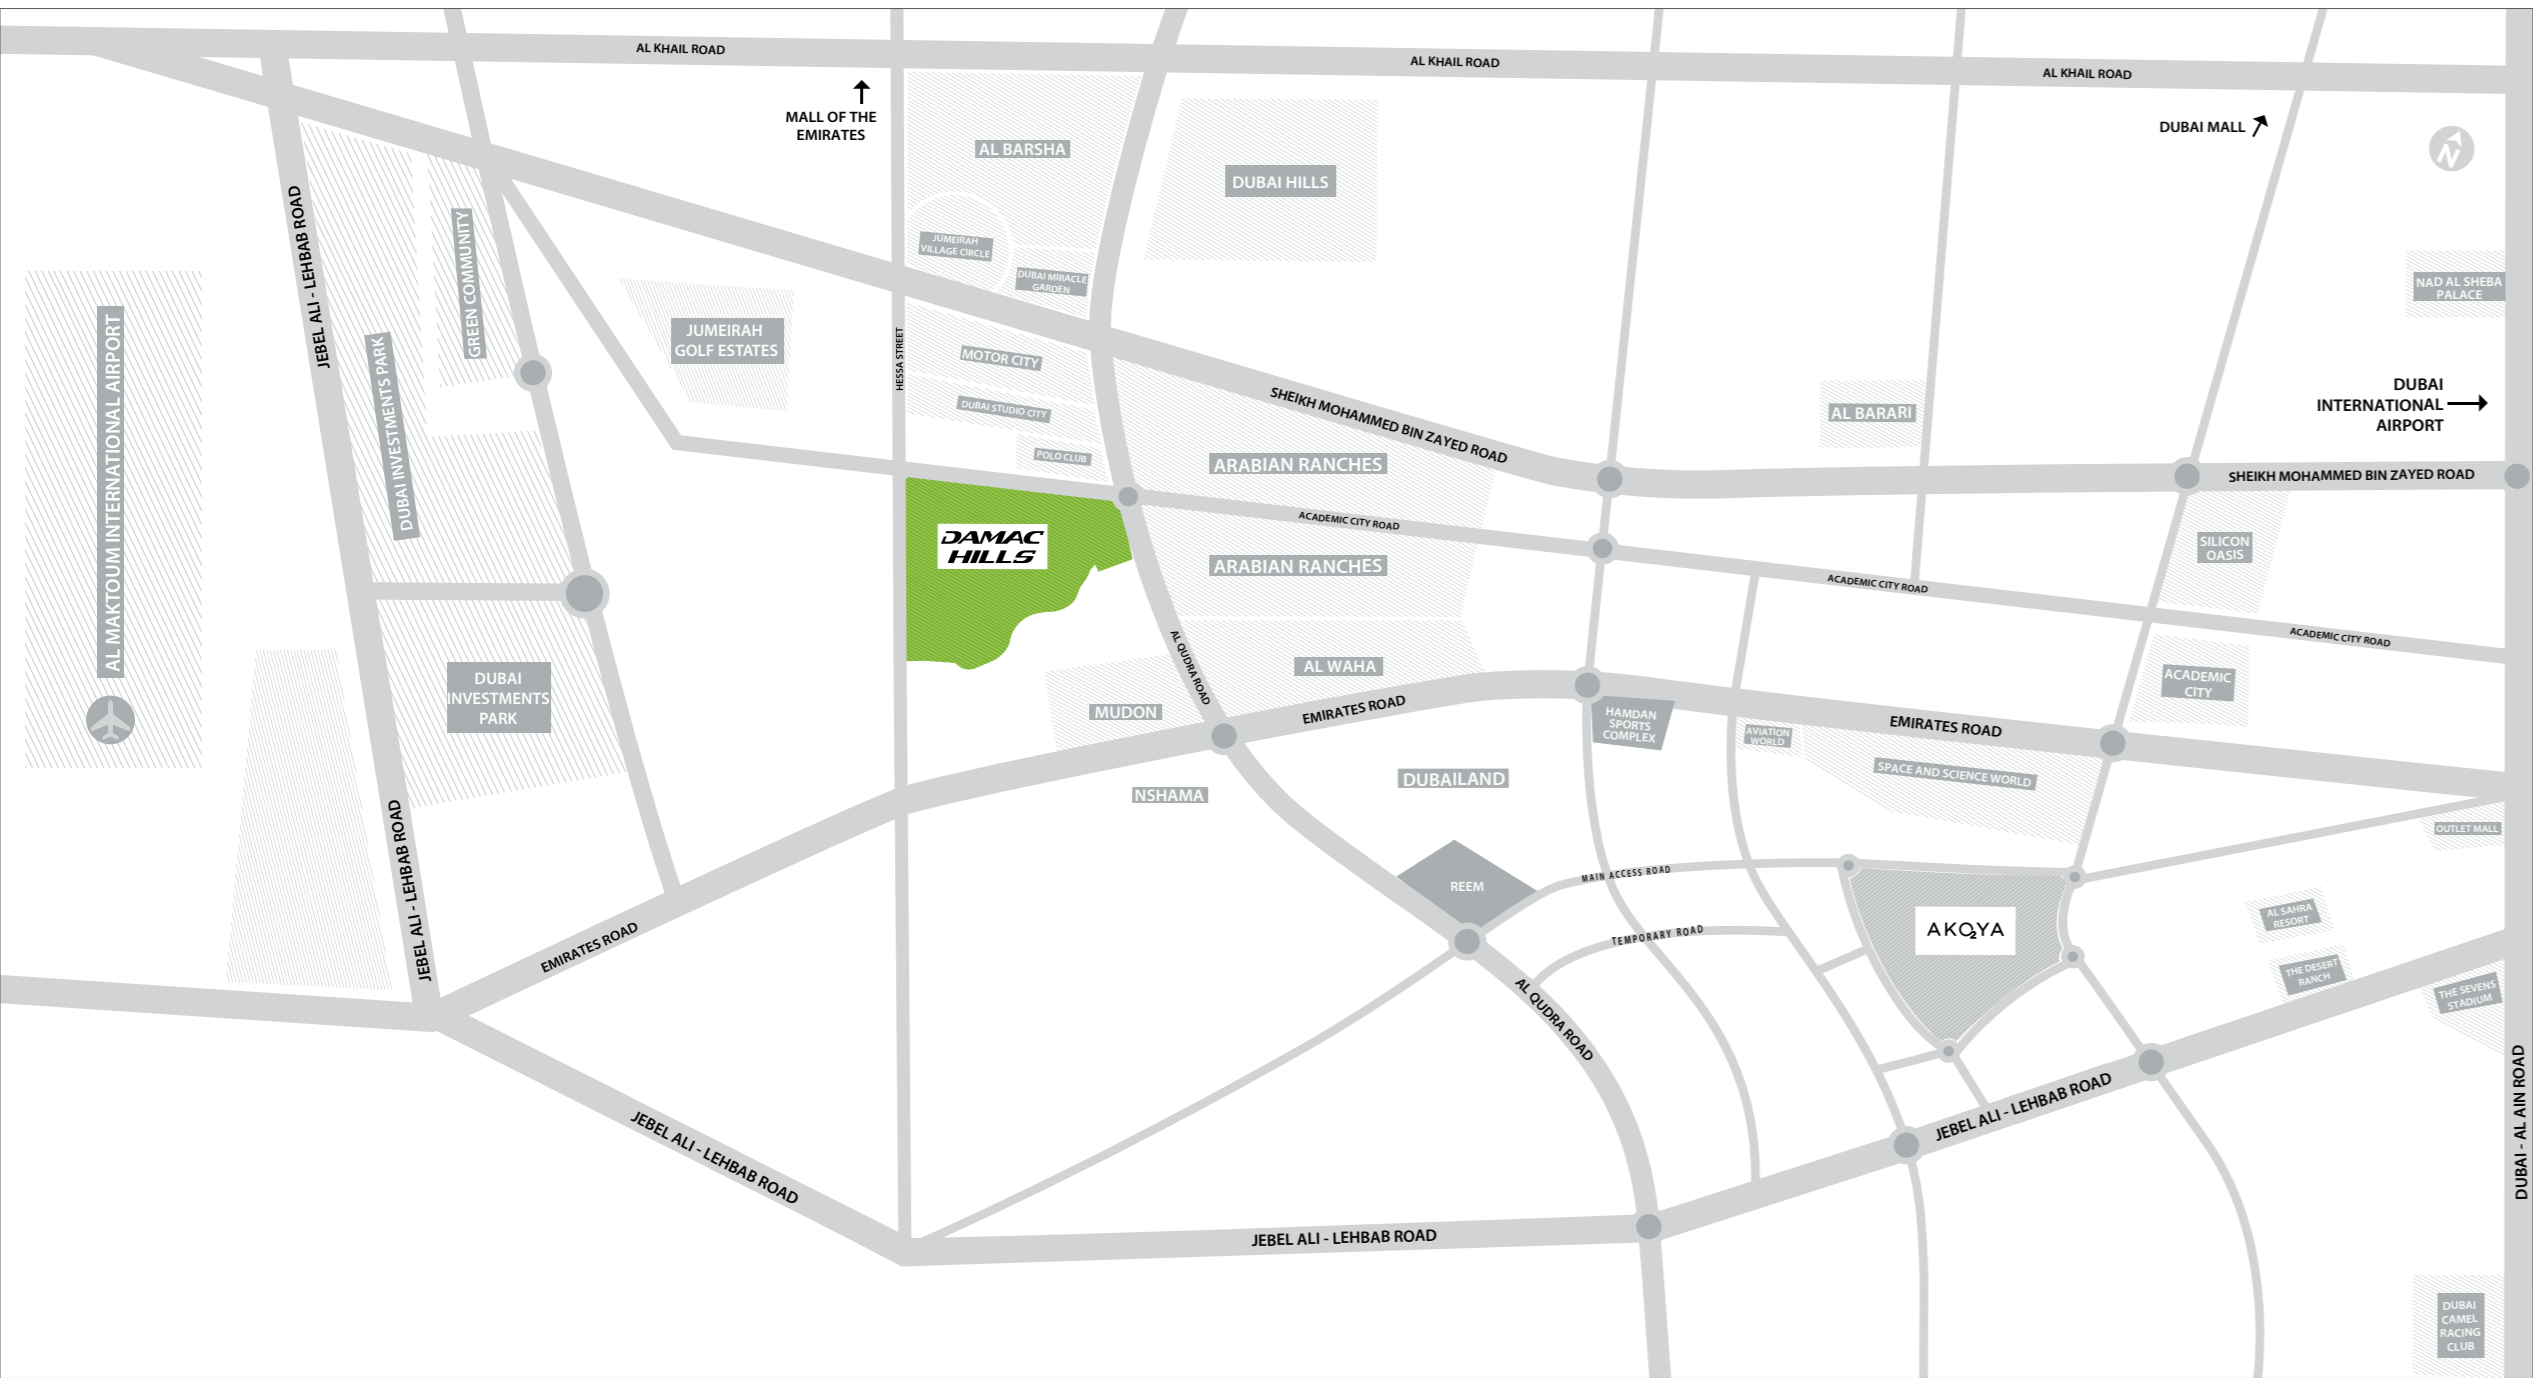 AL KHAIL ROAD
AL KHAIL ROAD
AL KHAIL ROAD
MALL OF THE
EMIRATES
DUBAI MALL
N
AL BARSHA
DUBAI HILLS
JEBEL ALI - LEHBAB ROAD
GREEN COMMUNITY
JUMEIRAH
VILLAGE CIRCLE
DUBAI MIRACLE
GARDEN
NAD AL SHEBA
PALACE
AL MAKTOUM INTERNATIONAL AIRPORT
DUBAI INVESTMENTS PARK
JUMEIRAH
GOLF ESTATES
HESSA STREET
MOTOR CITY
DUBAI STUDIO CITY
POLO CLUB
SHEIKH MOHAMMED BIN ZAYED ROAD
AL BARARI
DUBAI
INTERNATIONAL
AIRPORT
ARABIAN RANCHES
SHEIKH MOHAMMED BIN ZAYED ROAD
ACADEMIC CITY ROAD
DAMAC
HILLS
ARABIAN RANCHES
SILICON
OASIS
ACADEMIC CITY ROAD
ACADEMIC CITY ROAD
AL QUDRA ROAD
AL WAHA
ACADEMIC
CITY
DUBAI
INVESTMENTS
PARK
MUDON
EMIRATES ROAD
HAMDAN
SPORTS
COMPLEX
AVIATION
WORLD
EMIRATES ROAD
NSHAMA
DUBAILAND
SPACE AND SCIENCE WORLD
OUTLET MALL
JEBEL ALI - LEHBAB ROAD
REEM
MAIN ACCESS ROAD
EMIRATES ROAD
TEMPORARY ROAD
AKO2YA
AL SAHRA
RESORT
THE DESERT
RANCH
THE SEVENS
STADIUM
AL QUDRA ROAD
JEBEL ALI - LEHBAB ROAD
JEBEL ALI - LEHBAB ROAD
DUBAI - AL AIN ROAD
JEBEL ALI - LEHBAB ROAD
DUBAI
CAMEL
RACING
CLUB